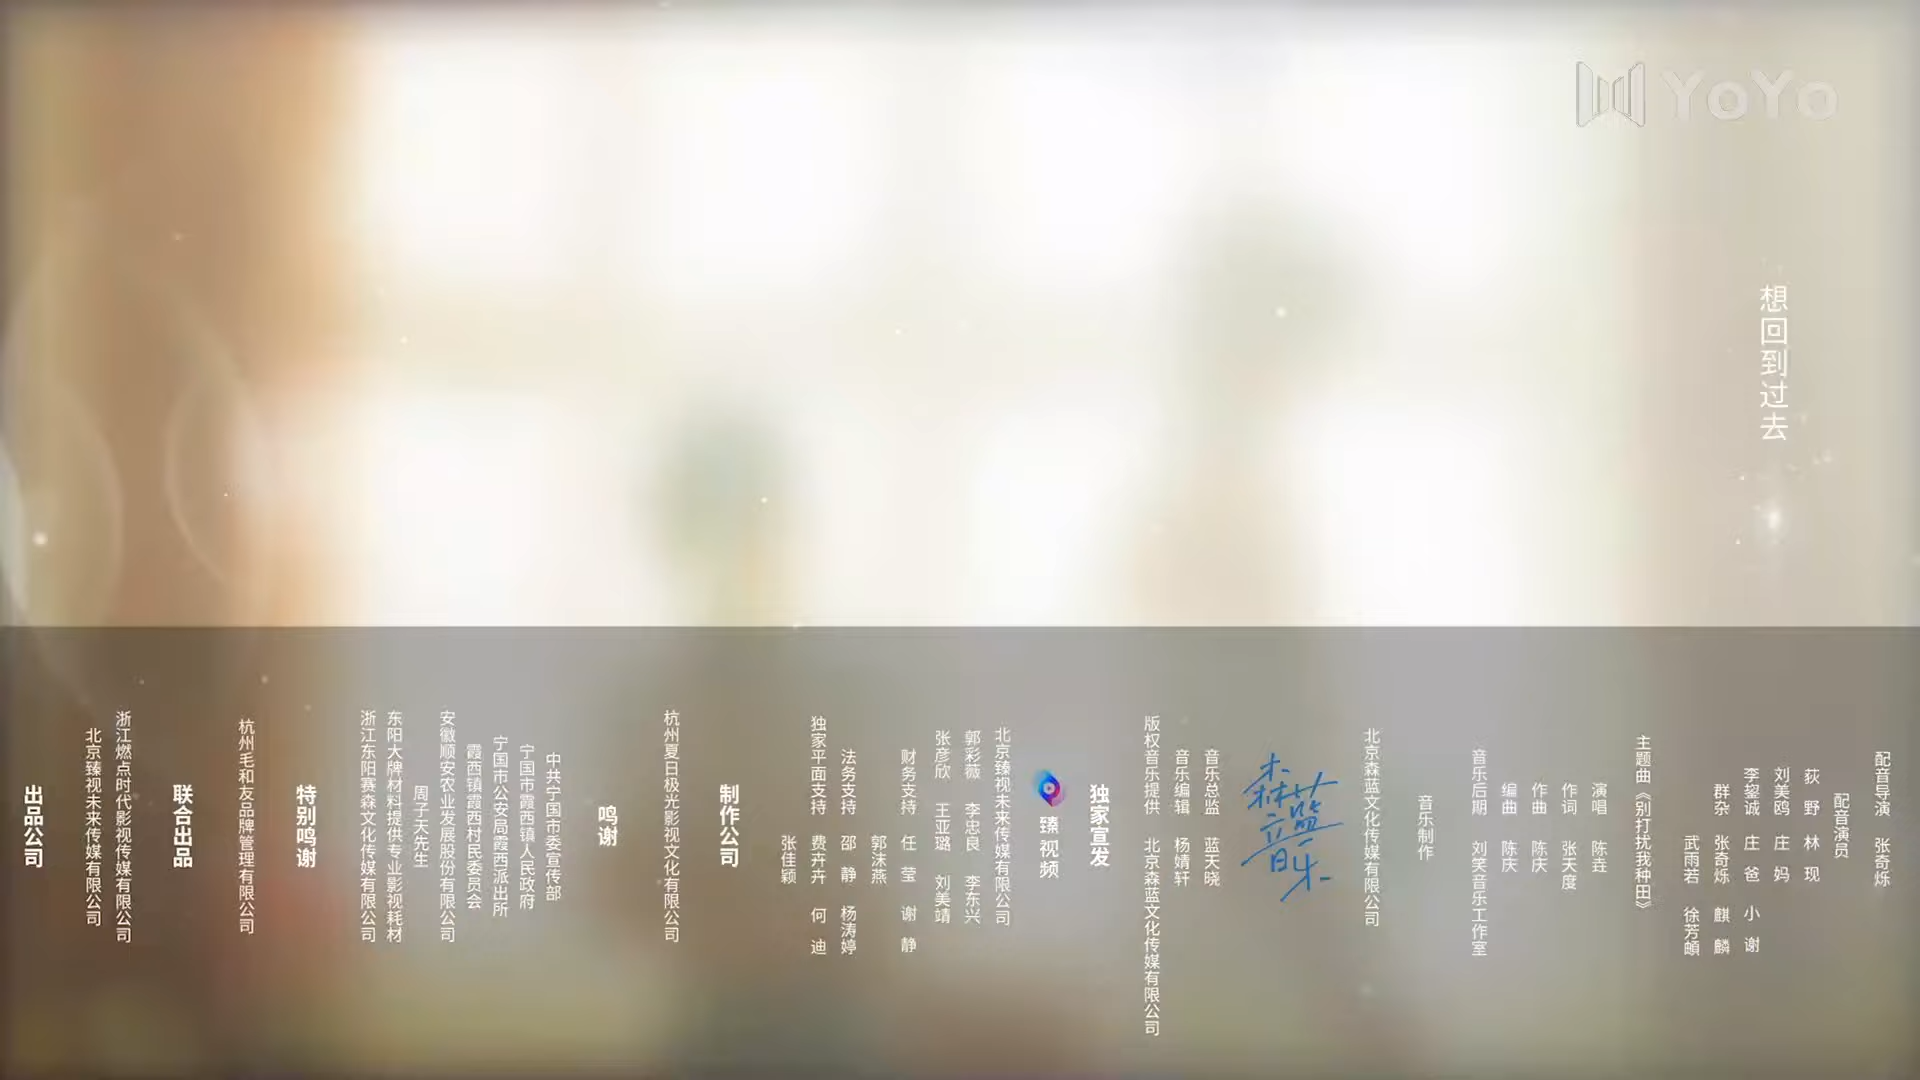 YoYo
想回到过去
配音导演 张奇烁
配音演员
荻野 林现
刘美鸥 庄妈
李鋆诚 庄爸 小谢
群杂 张奇烁 麒麟
武雨若 徐芳頔
主题曲《别打扰我种田》
演唱 陈垚
作词 张天度
作曲 陈庆
编曲 陈庆
音乐后期 刘笑音乐工作室
音乐制作
北京森蓝文化传媒有限公司
森蓝音乐
音乐总监 蓝天晓
音乐编辑 杨婧轩
版权音乐提供 北京森蓝文化传媒有限公司
独家宣发
臻视频
北京臻视未来传媒有限公司
郭彩薇 李忠良 李东兴
张彦欣 王亚璐 刘美靖
财务支持 任莹 谢静
郭沫燕
法务支持 邵静 杨涛婷
独家平面支持 费卉卉 何迪
张佳颖
制作公司
杭州夏日极光影视文化有限公司
鸣谢
中共宁国市委宣传部
宁国市霞西镇人民政府
宁国市公安局霞西派出所
霞西镇霞西村民委员会
安徽顺安农业发展股份有限公司
周子天先生
东阳大牌材料提供专业影视耗材
浙江东阳赛森文化传媒有限公司
特别鸣谢
杭州毛和友品牌管理有限公司
联合出品
浙江燃点时代影视传媒有限公司
北京臻视未来传媒有限公司
出品公司